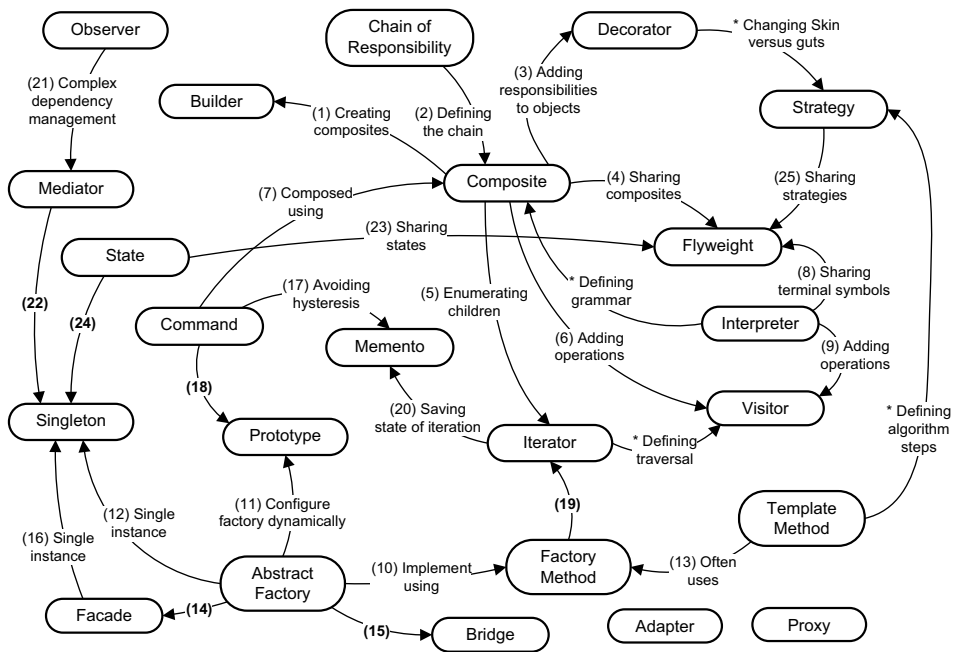 Observer
Chain of
Responsibility
Decorator
* Changing Skin
versus guts
(21) Complex
dependency
management
Builder
(1) Creating
composites
(2) Defining
the chain
(3) Adding
responsibilities
to objects
Strategy
Mediator
(7) Composed
using
Composite
(4) Sharing
composites
(25) Sharing
strategies
State
(23) Sharing
states
Flyweight
(22)
(24)
(17) Avoiding
hysteresis
Command
Memento
(5) Enumerating
children
* Defining
grammar
(8) Sharing
terminal symbols
Interpreter
(6) Adding
operations
(9) Adding
operations
(18)
Singleton
Prototype
(20) Saving
state of iteration
Iterator
* Defining
traversal
Visitor
* Defining
algorithm
steps
(12) Single
instance
(11) Configure
factory dynamically
(19)
Template
Method
(16) Single
instance
Abstract
Factory
(10) Implement
using
Factory
Method
(13) Often
uses
Facade
(14)
(15)
Bridge
Adapter
Proxy